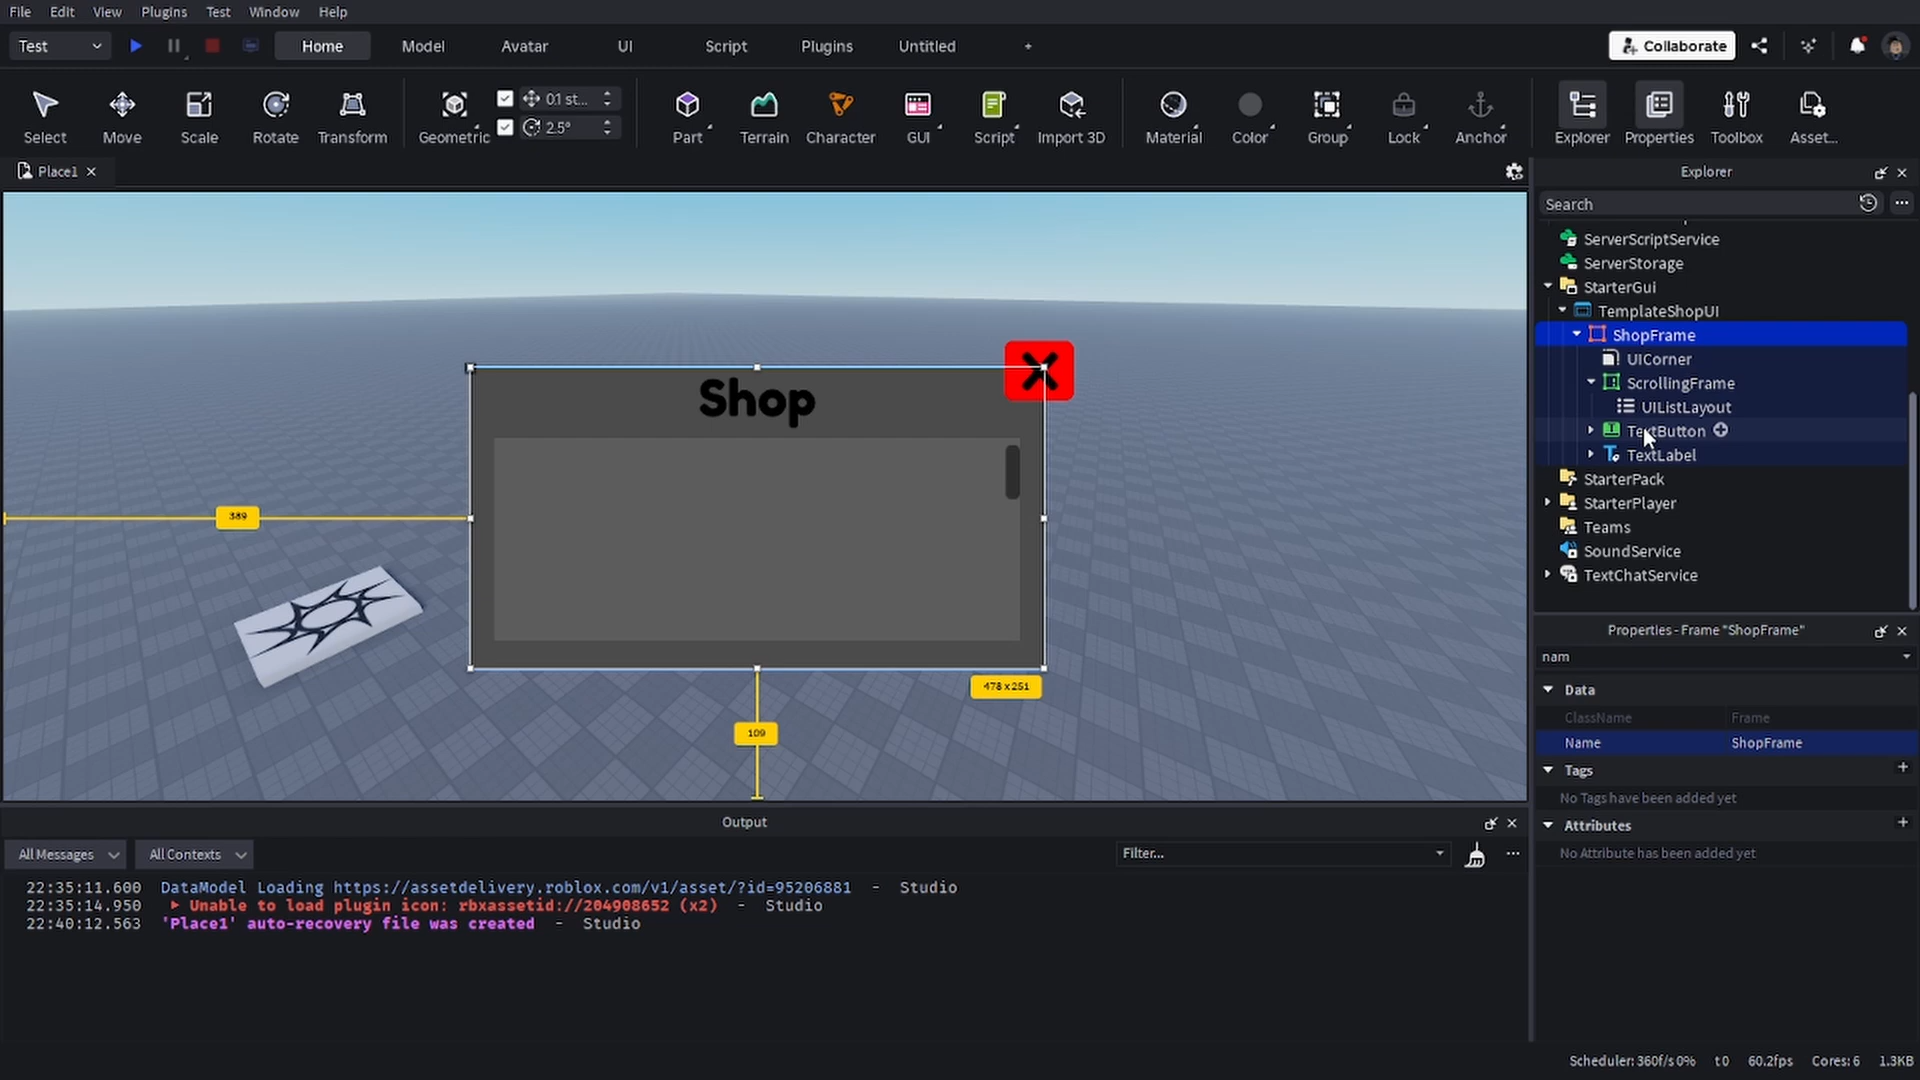 File Edit View Plugins Test Window Help
Test Home Model Avatar UI Script Plugins Untitled + Collaborate
0.1 st...
2.5°
Select Move Scale Rotate Transform Geometric Part Terrain Character GUI Script Import 3D Material Color Group Lock Anchor Explorer Properties Toolbox Asset...
Place1
Explorer
Search
ServerScriptService
ServerStorage
StarterGui
TemplateShopUI
ShopFrame
UICorner
ScrollingFrame
UIListLayout
TextButton
TextLabel
StarterPack
StarterPlayer
Teams
SoundService
TextChatService
Shop
389
478 x 251
109
Properties - Frame "ShopFrame"
nam
Data
ClassName Frame
Name ShopFrame
Tags
No Tags have been added yet
Attributes
No Attribute has been added yet
Output
All Messages All Contexts Filter...
22:35:11.600 DataModel Loading https://assetdelivery.roblox.com/v1/asset/?id=95206881 - Studio
22:35:14.950 Unable to load plugin icon: rbxassetid://204908652 (x2) - Studio
22:40:12.563 'Place1' auto-recovery file was created - Studio
Scheduler: 360f/s 0% t 0 60.2fps Cores: 6 1.3KB